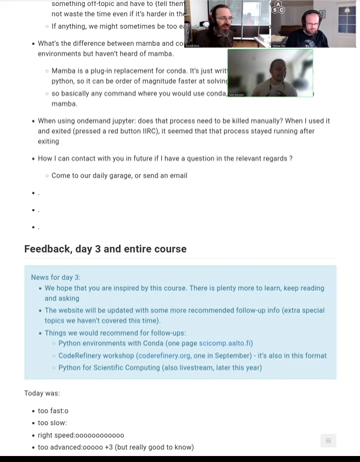 something off-topic and have to {tell them
not waste time even if it's harder in the
If anything, we might sometimes be too ea
What's the difference between mamba and co
environments but haven't heard of mamba.
Mamba is a plug-in replacement for conda. It's just writ
python, so it can be order of magnitude faster at solvin
so basically any command where you would use conda,
mamba.
When using ondemand jupyter: does that process need to be killed manually? When I used it
and exited (pressed a red button IIRC), it seemed that that process stayed running after
exiting
How I can contact with you in future if I have a question in the relevant regards ?
Come to our daily garage, or send an email
.
.
.
Feedback, day 3 and entire course
News for day 3:
We hope that you are inspired by this course. There is plenty more to learn, keep reading
and asking
The website will be updated with some more recommended follow-up info (extra special
topics we haven't covered this time).
Things we would recommend for follow-ups:
Python environments with Conda (one page scicomp.aalto.fi)
CodeRefinery workshop (coderefinery.org, one in September) - it's also in this format
Python for Scientific Computing (also livestream, later this year)
Today was:
too fast:o
too slow:
right speed:oooooooooooo
too advanced:ooooo +3 (but really good to know)